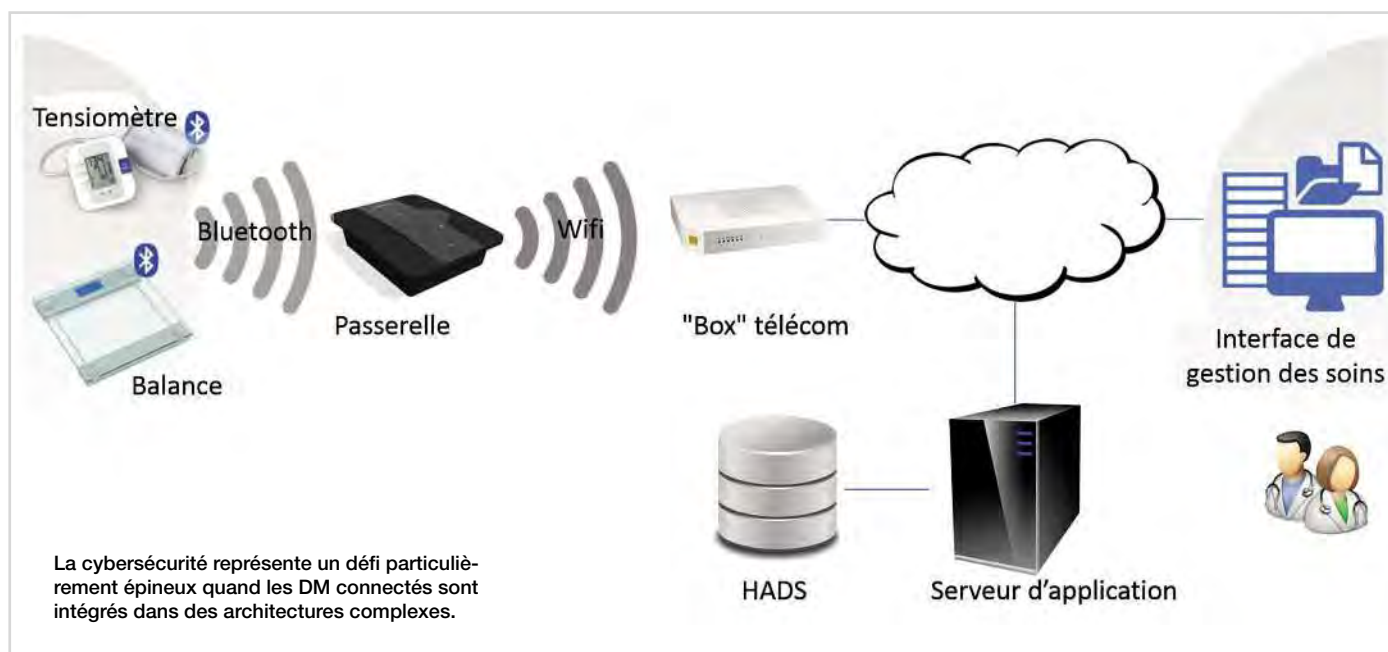 Tensiomètre
Bluetooth
Wifi
Passerelle
"Box" télécom
Balance
Interface de
gestion des soins
HADS
Serveur d'application
La cybersécurité représente un défi particuliè-
rement épineux quand les DM connectés sont
intégrés dans des architectures complexes.